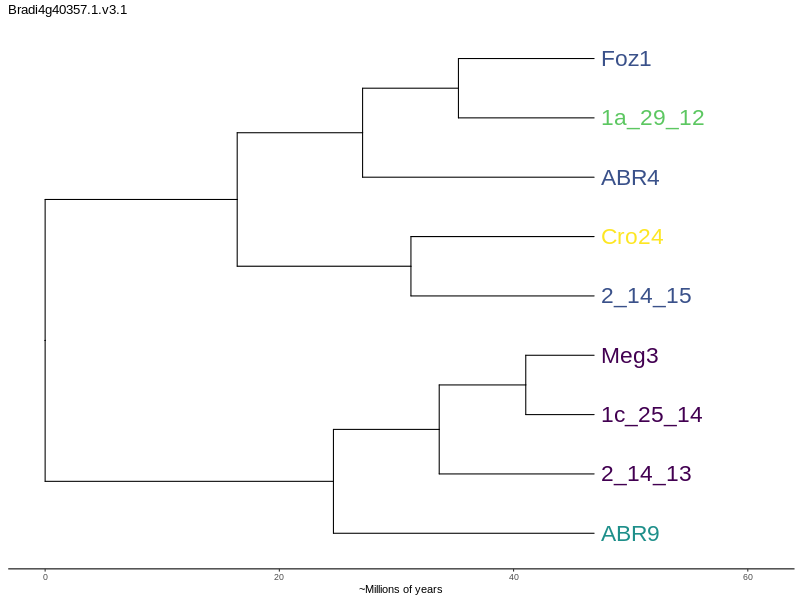 Bradi4g40357.1.v3.1
Foz1
1a_29_12
ABR4
Cro24
2_14_15
Meg3
1c_25_14
2_14_13
ABR9
0 20 40 60
~Millions of years